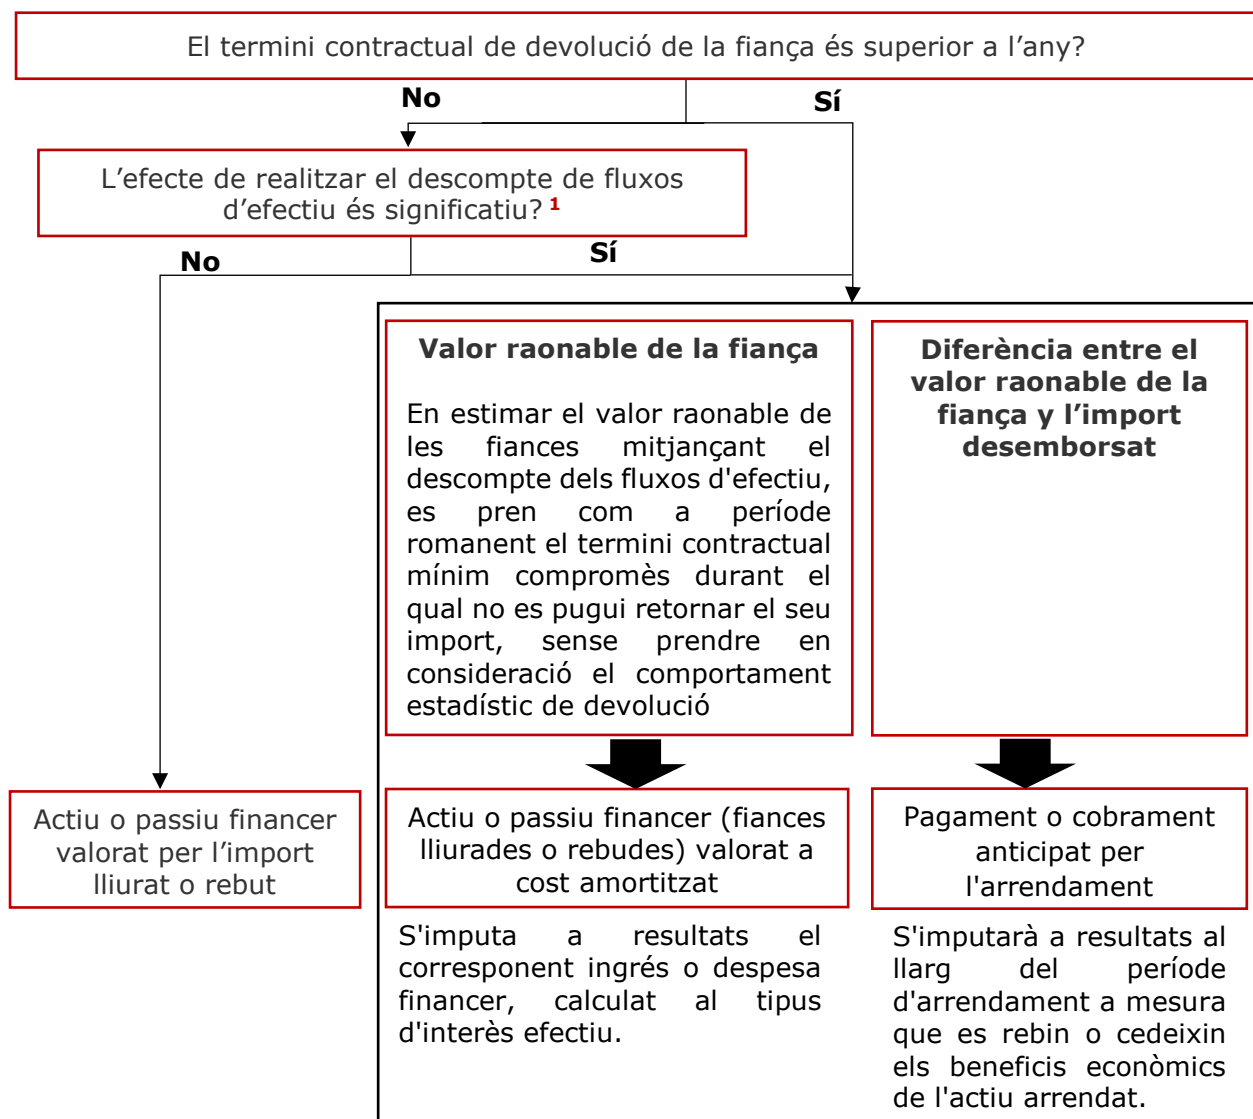 El termini contractual de devolució de la fiança és superior a l’any?
No
Sí
L’efecte de realitzar el descompte de fluxos
d’efectiu és significatiu? 1
No
Sí
Valor raonable de la fiança
En estimar el valor raonable de
les fiances mitjançant el
descompte dels fluxos d'efectiu,
es pren com a període
romanent el termini contractual
mínim compromès durant el
qual no es pugui retornar el seu
import, sense prendre en
consideració el comportament
estadístic de devolució
Diferència entre el
valor raonable de la
fiança y l’import
desemborsat
Actiu o passiu financer
valorat per l’import
lliurat o rebut
Actiu o passiu financer (fiances
lliurades o rebudes) valorat a
cost amortitzat
Pagament o cobrament
anticipat per
l'arrendament
S'imputa a resultats el
corresponent ingrés o despesa
financer, calculat al tipus
d'interès efectiu.
S'imputarà a resultats al
llarg del període
d'arrendament a mesura
que es rebin o cedeixin
els beneficis econòmics
de l'actiu arrendat.